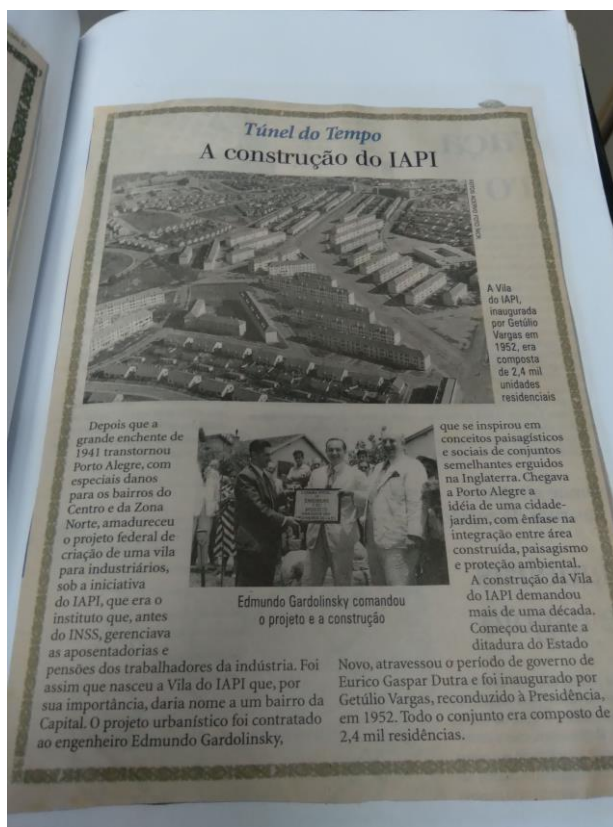 Túnel do Tempo
A construção do IAPI
A Vila
do IAPI,
inaugurada
por Getúlio
Vargas em
1952, era
composta
de 2,4 mil
unidades
residenciais
Depois que a
grande enchente de
1941 transtornou
Porto Alegre, com
especiais danos
para os bairros do
Centro e da Zona
Norte, amadureceu
o projeto federal de
criação de uma vila
para industriários,
sob a iniciativa
do IAPI, que era o
instituto que, antes
do INSS, gerenciava
as aposentadorias e
pensões dos trabalhadores da indústria. Foi
assim que nasceu a Vila do IAPI que, por
sua importância, daria nome a um bairro da
Capital. O projeto urbanístico foi contratado
ao engenheiro Edmundo Gardolinsky,
Edmundo Gardolinsky comandou
o projeto e a construção
que se inspirou em
conceitos paisagísticos
e sociais de conjuntos
semelhantes erguidos
na Inglaterra. Chegava
a Porto Alegre a
idéia de uma cidade-
jardim, com ênfase na
integração entre área
construída, paisagismo
e proteção ambiental.
A construção da Vila
do IAPI demandou
mais de uma década.
Começou durante a
ditadura do Estado
Novo, atravessou o período de governo de
Eurico Gaspar Dutra e foi inaugurado por
Getúlio Vargas, reconduzido à Presidência,
em 1952. Todo o conjunto era composto de
2,4 mil residências.